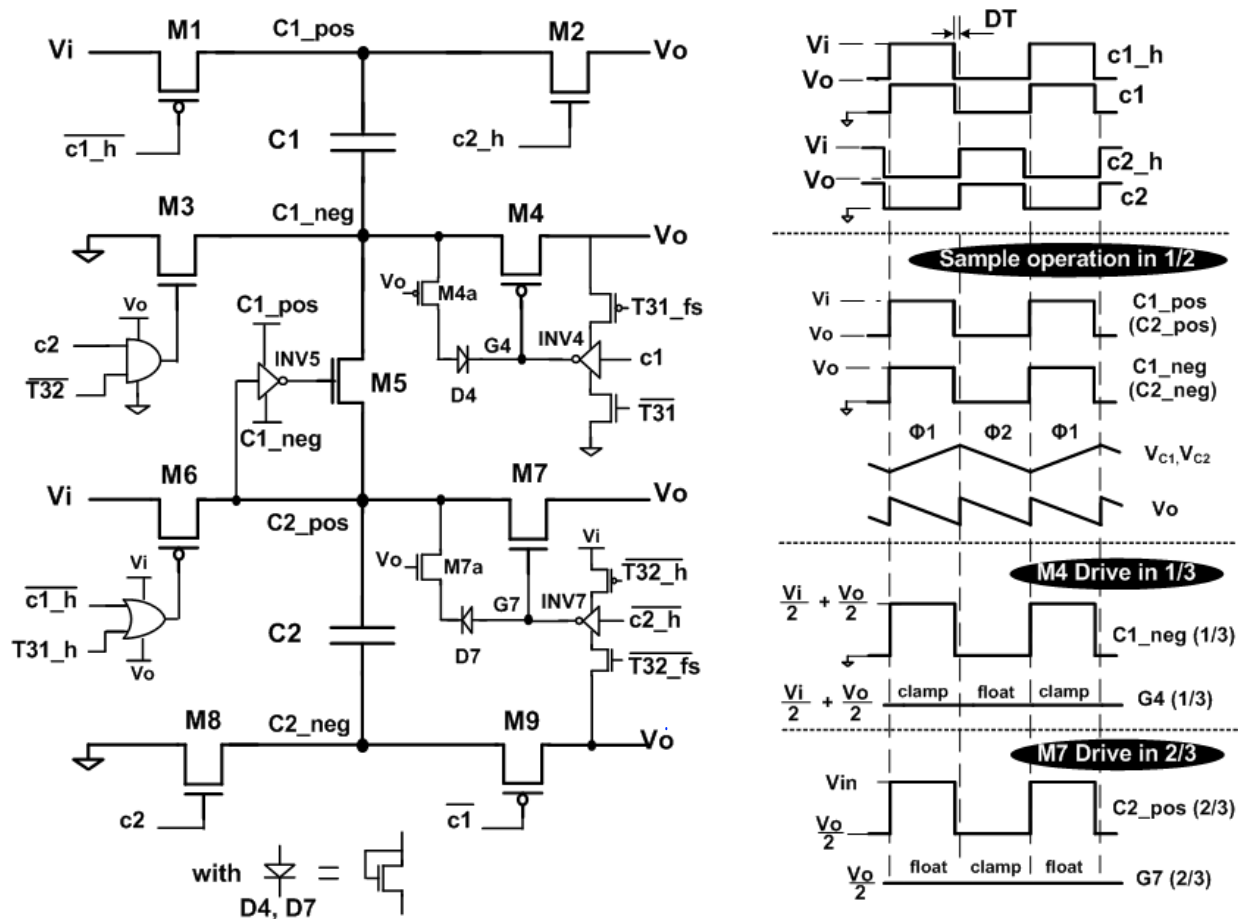 M1
C1_pos
M2
Vi
Vo
c1_h
C1
c2_h
M3
C1_neg
M4
Vo
Vo
M4a
T31_fs
C1_pos
Vo
c2
T32
INV5
G4
INV4
c1
M5
D4
C1_neg
T31
M6
M7
Vi
Vo
C2_pos
Vi
Vo
M7a
T32_h
Vi
c1_h
T31_h
Vo
G7
INV7
c2_h
C2
D7
T32_fs
M8
C2_neg
M9
Vo
c2
c1
with
=
D4, D7
DT
Vi
c1_h
Vo
c1
Vi
c2_h
Vo
c2
Sample operation in 1/2
Vi
C1_pos
(C2_pos)
Vo
Vo
C1_neg
(C2_neg)
Φ1 Φ2 Φ1
VC1,VC2
Vo
M4 Drive in 1/3
Vi/2 + Vo/2
C1_neg (1/3)
clamp float clamp
Vi/2 + Vo/2
G4 (1/3)
M7 Drive in 2/3
Vin
C2_pos (2/3)
Vo/2
float clamp float
Vo/2
G7 (2/3)